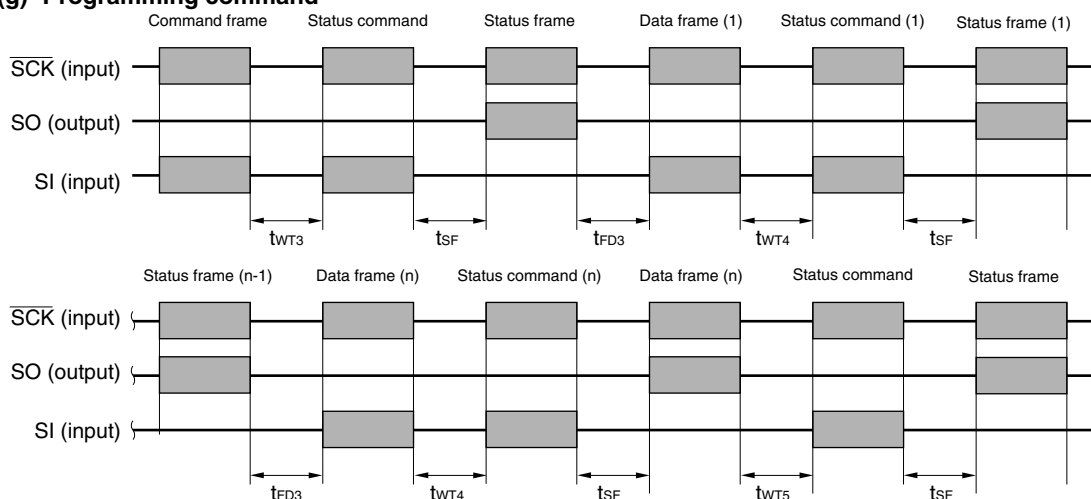 (g) Programming command
Command frame Status command Status frame Data frame (1) Status command (1) Status frame (1)
SCK (input)
SO (output)
SI (input)
tWT3 tSF tFD3 tWT4 tSF
Status frame (n-1) Data frame (n) Status command (n) Data frame (n) Status command Status frame
SCK (input)
SO (output)
SI (input)
tFD3 tWT4 tSF tWT5 tSF